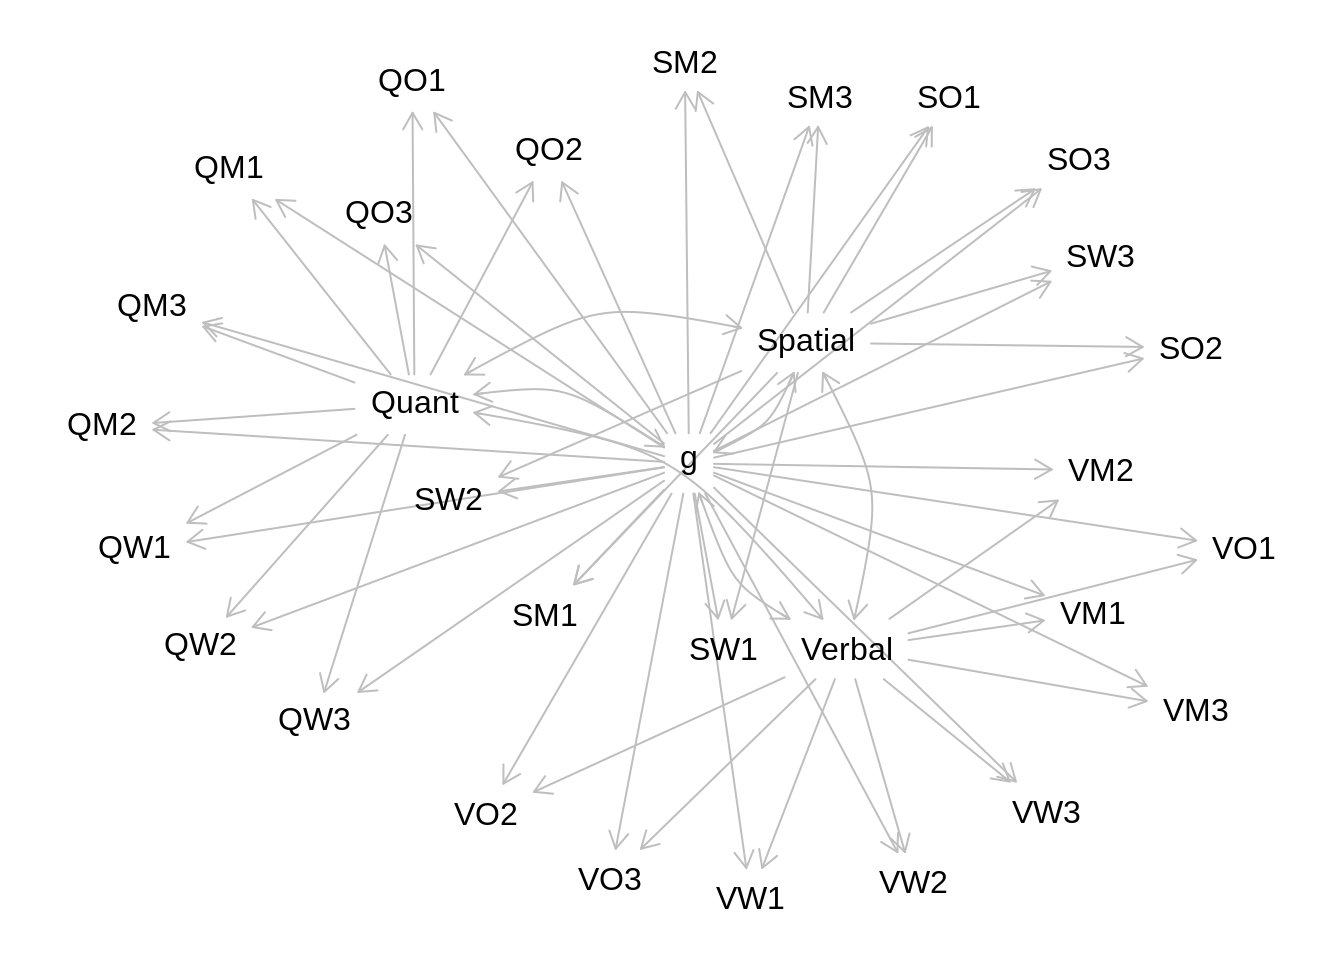 SM2
QO1
SM3
SO1
QO2
SO3
QM1
QO3
SW3
QM3
Spatial
SO2
Quant
QM2
g
VM2
SW2
QW1
VO1
SM1
VM1
QW2
SW1
Verbal
VM3
QW3
VW3
VO2
VO3
VW2
VW1